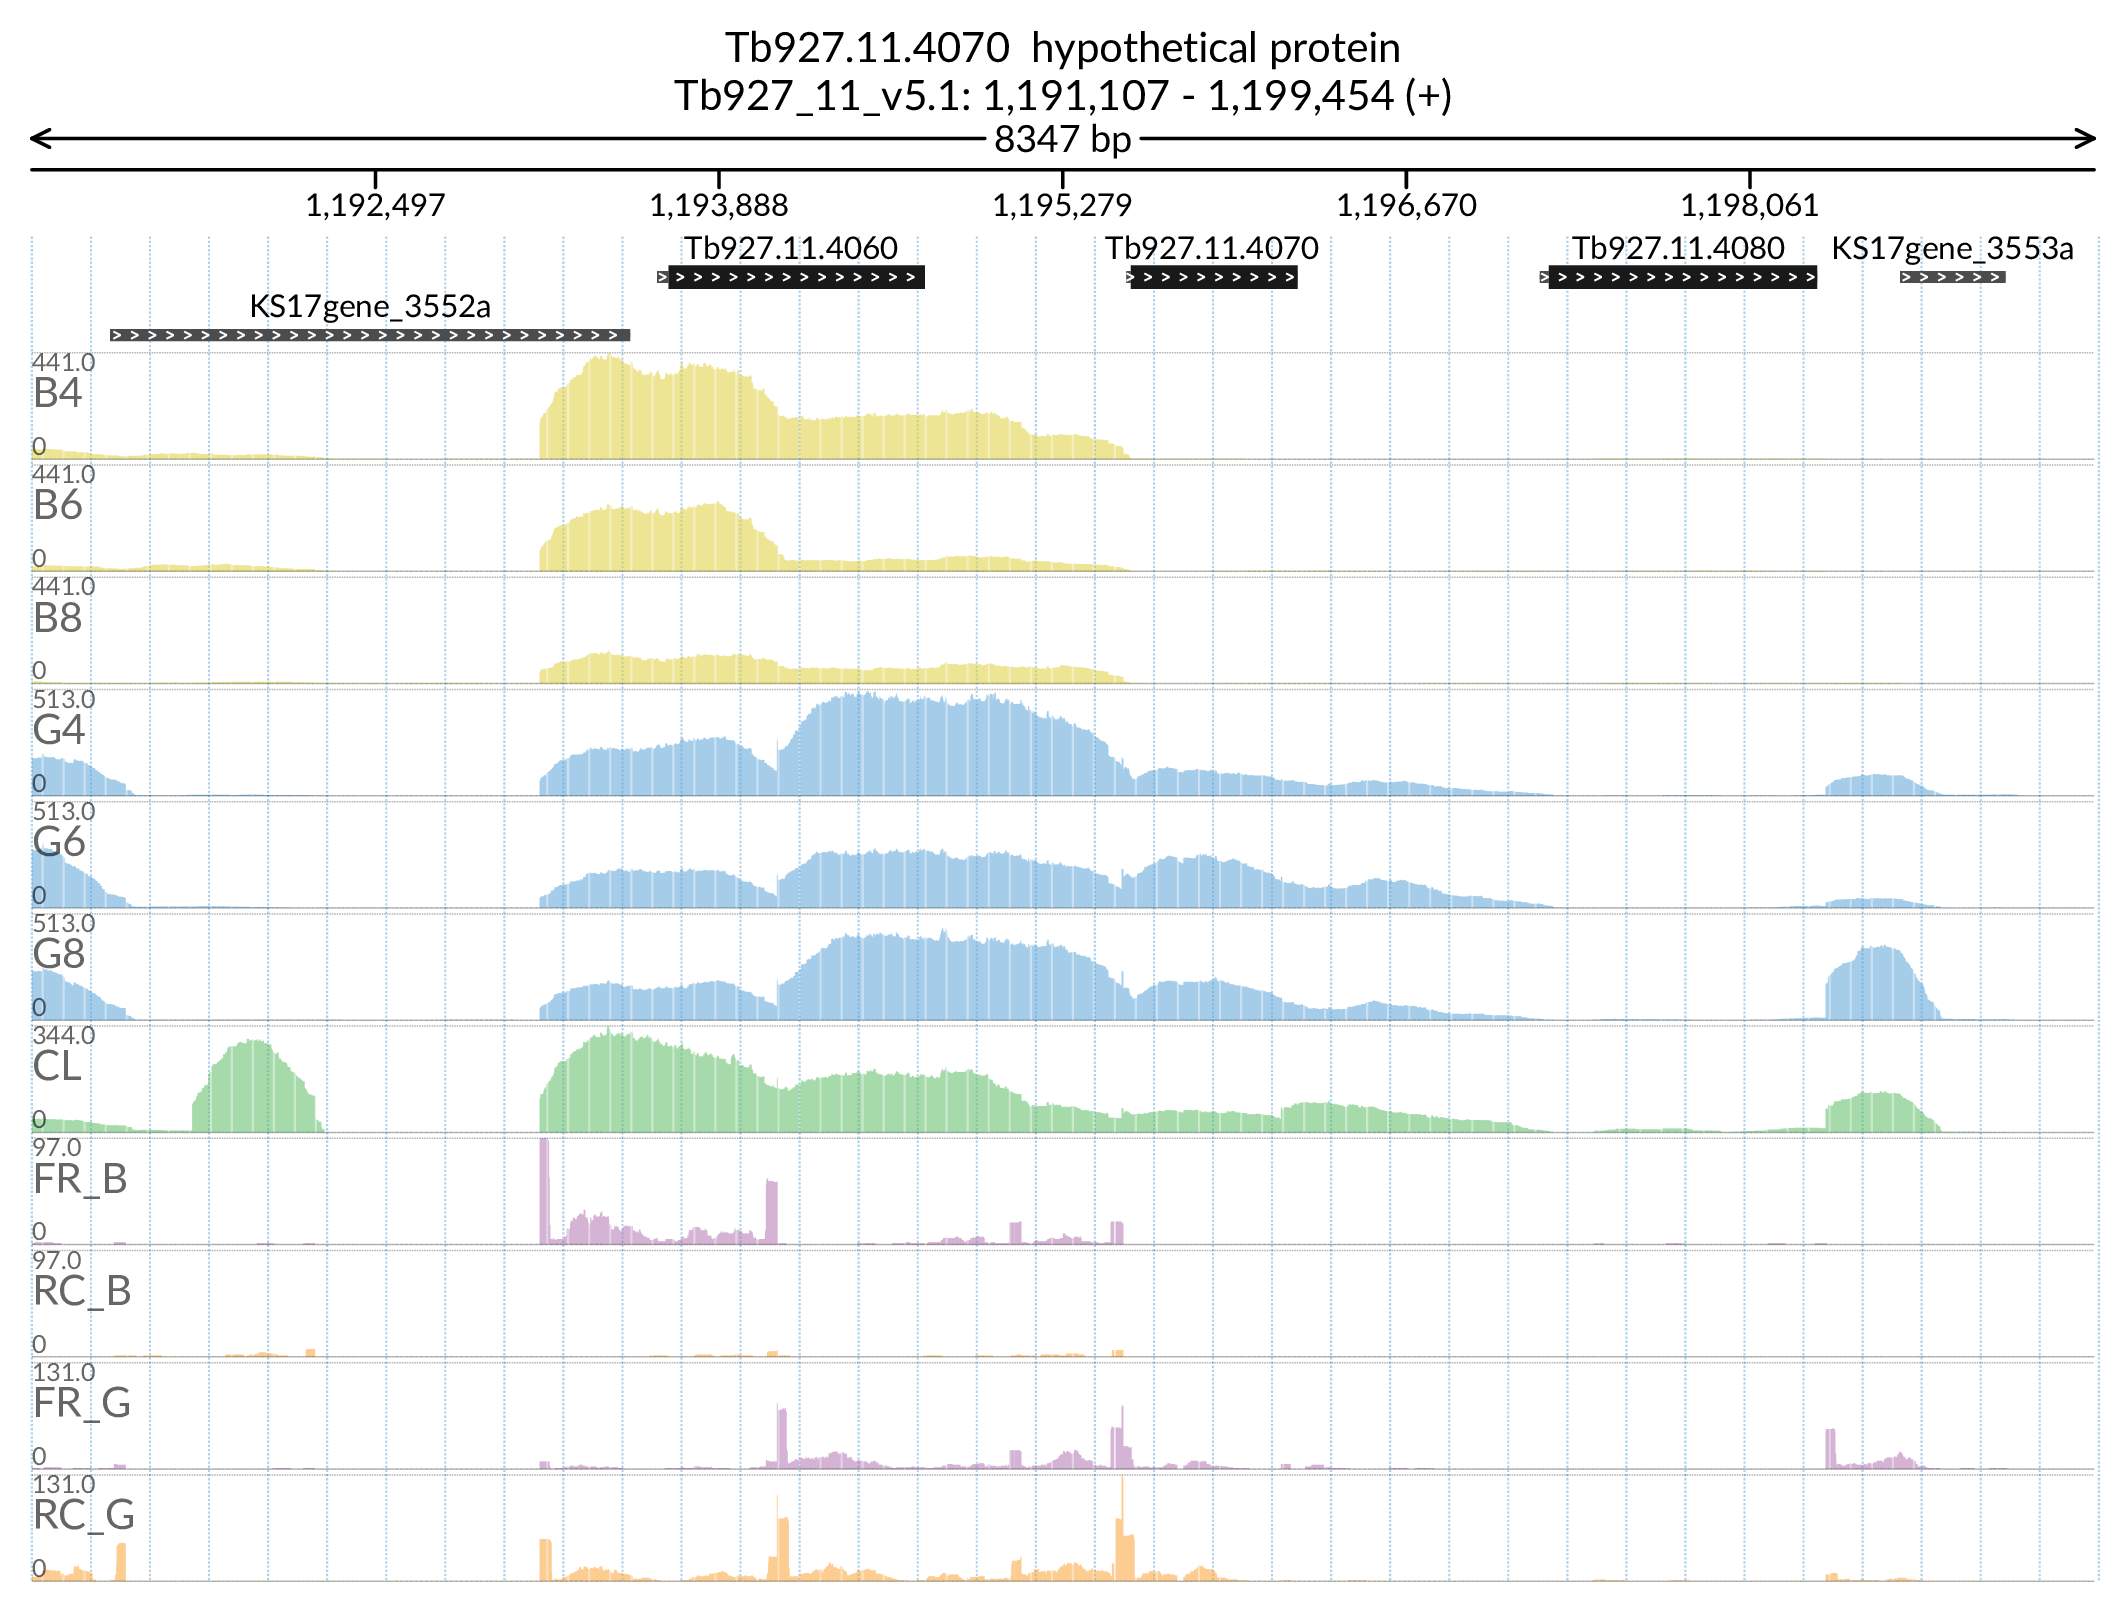 Tb927.11.4070  hypothetical protein
Tb927_11_v5.1: 1,191,107 - 1,199,454 (+)
8347 bp
1,192,497 1,193,888 1,195,279 1,196,670 1,198,061
Tb927.11.4060 Tb927.11.4070 Tb927.11.4080 KS17gene_3553a
KS17gene_3552a
441.0
B4
0
441.0
B6
0
441.0
B8
0
513.0
G4
0
513.0
G6
0
513.0
G8
0
344.0
CL
0
97.0
FR_B
0
97.0
RC_B
0
131.0
FR_G
0
131.0
RC_G
0